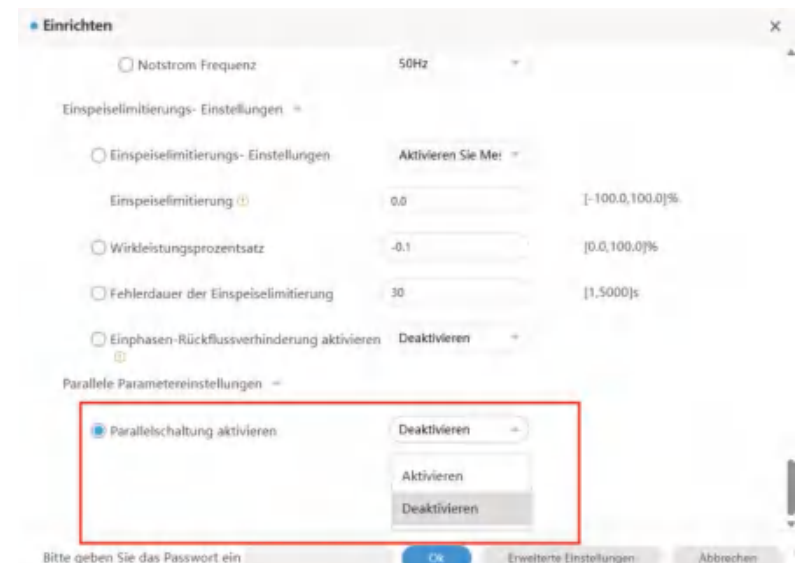 Einrichten
Notstrom Frequenz 50Hz
Einspeiselimitierungs- Einstellungen
Einspeiselimitierungs- Einstellungen Aktivieren Sie Me
Einspeiselimitierung 0.0 [-100.0,100.0]%
Wirkleistungsprozentsatz -0.1 [0.0,100.0]%
Fehlerdauer der Einspeiselimitierung 30 [1,5000]s
Einphasen-Rückflussverhinderung aktivieren Deaktivieren
Parallele Parametereinstellungen
Parallelschaltung aktivieren Deaktivieren
Aktivieren
Deaktivieren
Bitte geben Sie das Passwort ein Ok Erweiterte Einstellungen Abbrechen